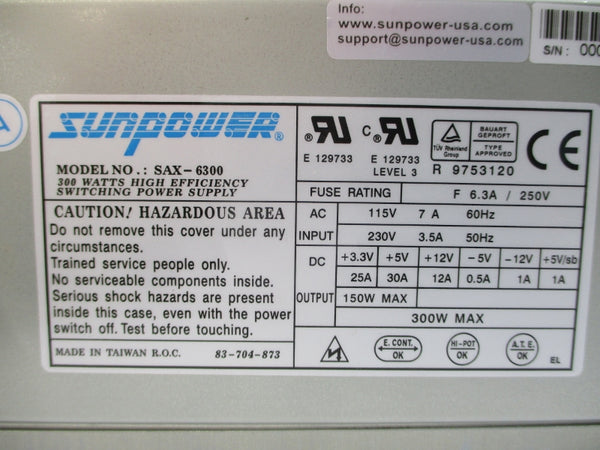 Info:
www.sunpower-usa.com
support@sunpower-usa.com
S/N: 000
A
SUNPOWER®
MODEL NO.: SAX-6300
300 WATTS HIGH EFFICIENCY
SWITCHING POWER SUPPLY
CAUTION! HAZARDOUS AREA
Do not remove this cover under any
circumstances.
Trained service people only.
No serviceable components inside.
Serious shock hazards are present
inside this case, even with the power
switch off. Test before touching.
MADE IN TAIWAN R.O.C. 83-704-873
RU ® E 129733
C RU ® E 129733
LEVEL 3
TÜV Rheinland
Group
BAUART
GEPRÜFT
TYPE
APPROVED
R 9753120
CE
FUSE RATING F 6.3A / 250V
AC INPUT 115V 7A 60Hz
230V 3.5A 50Hz
DC OUTPUT +3.3V +5V +12V -5V -12V +5V/sb
25A 30A 12A 0.5A 1A 1A
150W MAX
300W MAX
E. CONT. OK
HI-POT OK
A.T.E. OK
EL